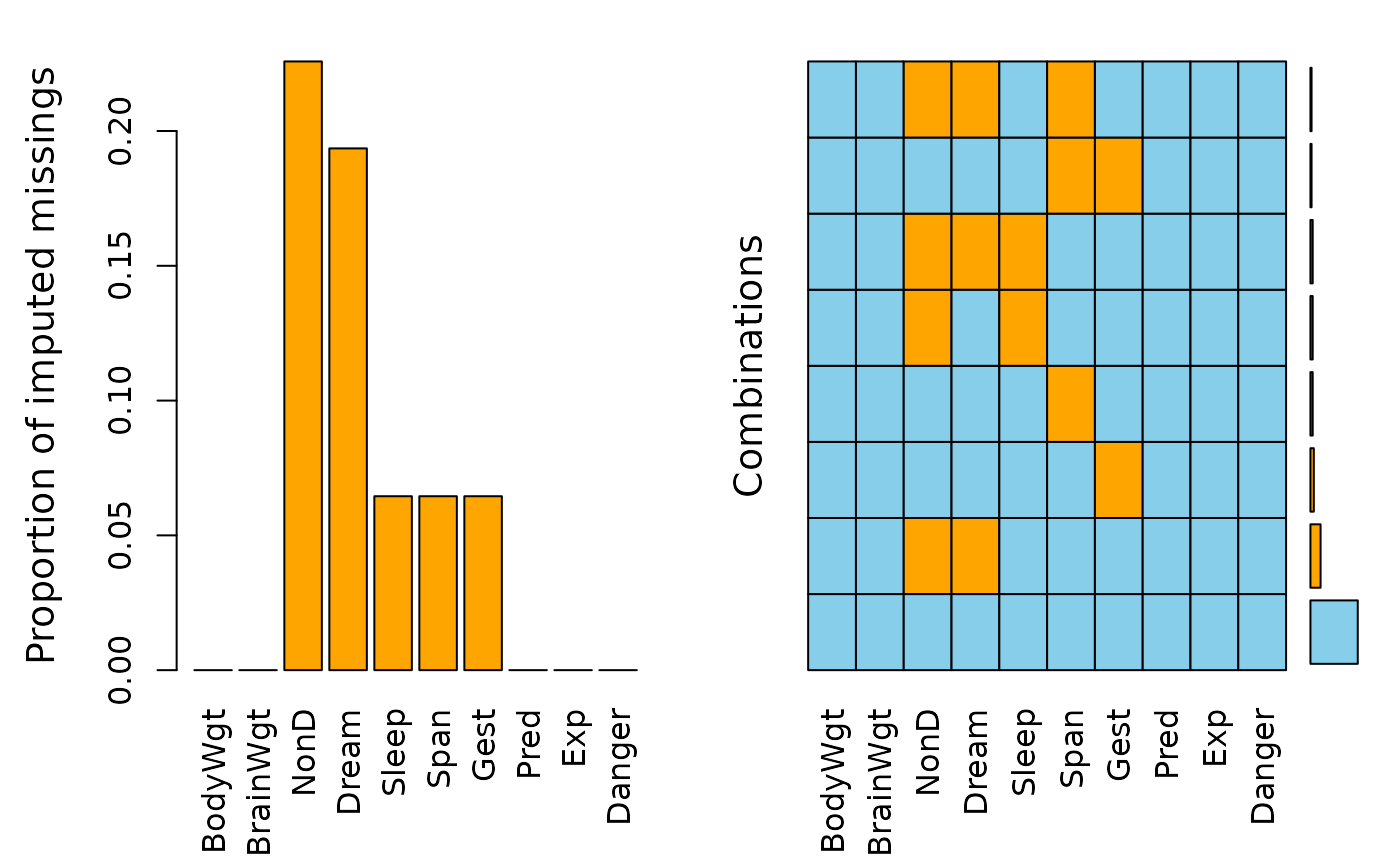 Proportion of imputed missings
0.20
0.15
0.10
0.05
0.00
BodyWgt
BrainWgt
NonD
Dream
Sleep
Span
Gest
Pred
Exp
Danger
Combinations
BodyWgt
BrainWgt
NonD
Dream
Sleep
Span
Gest
Pred
Exp
Danger